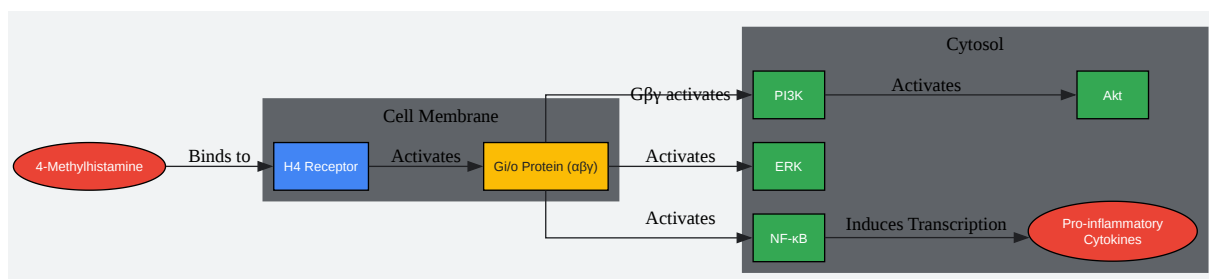 Cytosol
Cell Membrane
4-Methylhistamine
Binds to
H4 Receptor
Activates
Gi/o Protein (αβγ)
Gβγ activates
PI3K
Activates
Akt
Activates
ERK
Activates
NF-κB
Induces Transcription
Pro-inflammatory
Cytokines